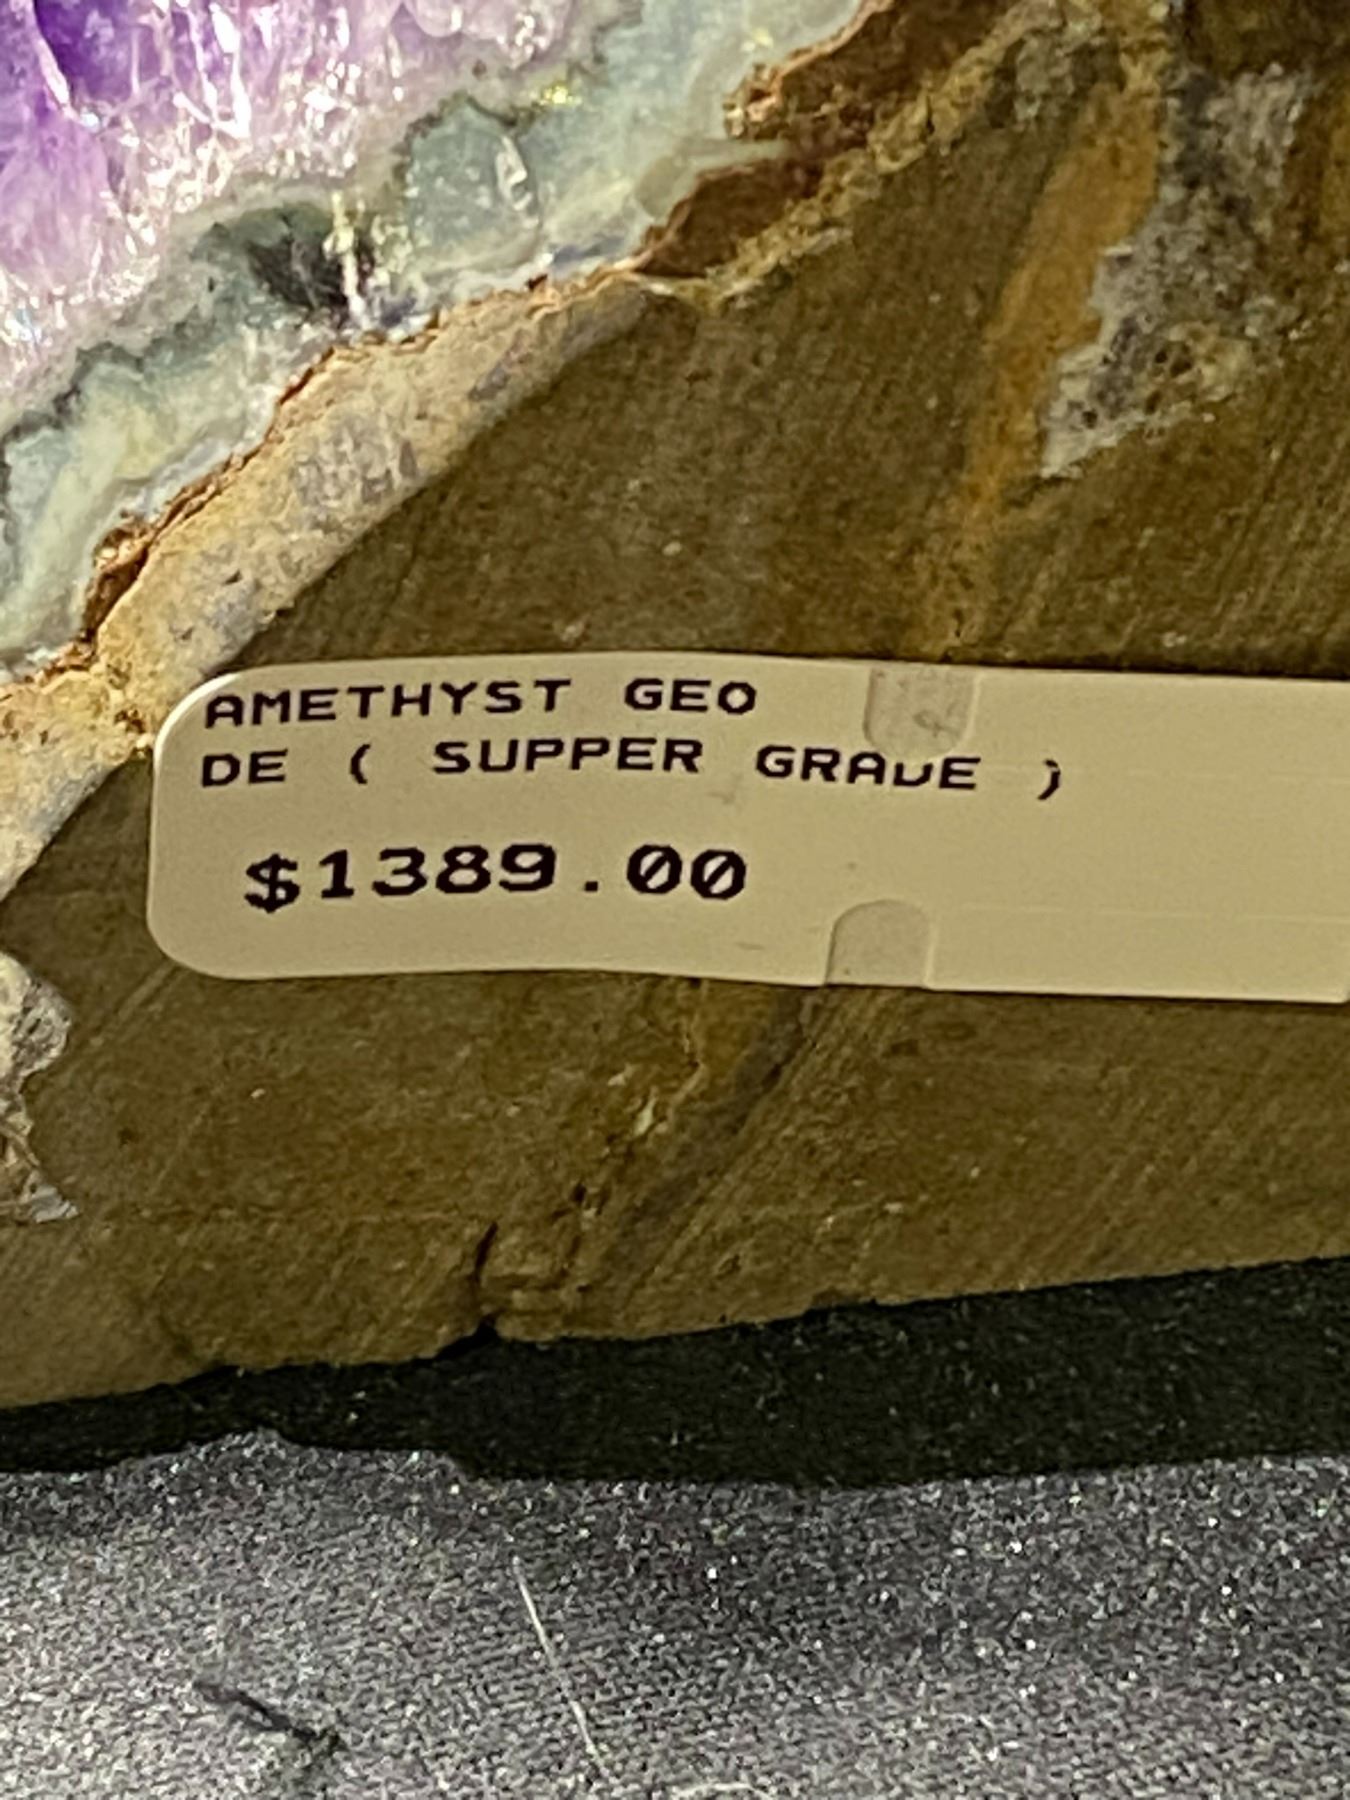 AMETHYST GEO
DE ( SUPPER GRADE )
$1389.00